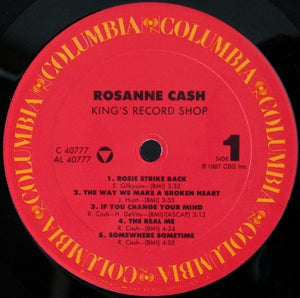 COLUMBIA COLUMBIA COLUMBIA COLUMBIA COLUMBIA COLUMBIA
ROSANNE CASH
KING'S RECORD SHOP
C 40777
AL 40777
SIDE 1
℗ 1987 CBS Inc.
1. ROSIE STRIKE BACK
E. Gilkyson—(BMI) 3:32
2. THE WAY WE MAKE A BROKEN HEART
J. Hiatt—(BMI) 3:55
3. IF YOU CHANGE YOUR MIND
R. Cash—H. DeVito—(BMI)/(ASCAP) 3:12
4. THE REAL ME
R. Cash—(BMI) 4:24
5. SOMEWHERE SOMETIME
R. Cash—(BMI) 4:05